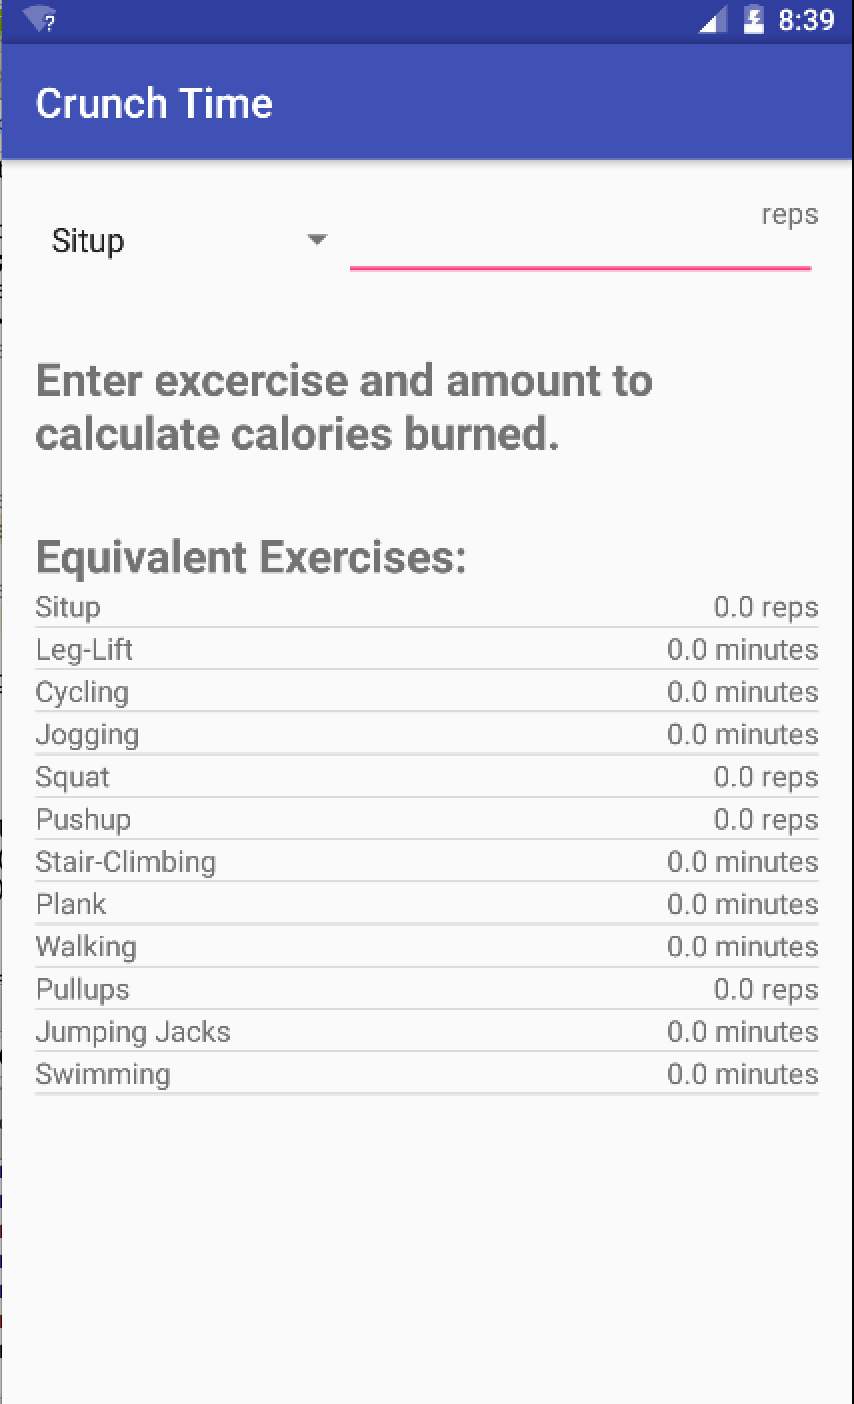 8:39
Crunch Time
reps
Situp
Enter excercise and amount to
calculate calories burned.
Equivalent Exercises:
Situp 0.0 reps
Leg-Lift 0.0 minutes
Cycling 0.0 minutes
Jogging 0.0 minutes
Squat 0.0 reps
Pushup 0.0 reps
Stair-Climbing 0.0 minutes
Plank 0.0 minutes
Walking 0.0 minutes
Pullups 0.0 reps
Jumping Jacks 0.0 minutes
Swimming 0.0 minutes